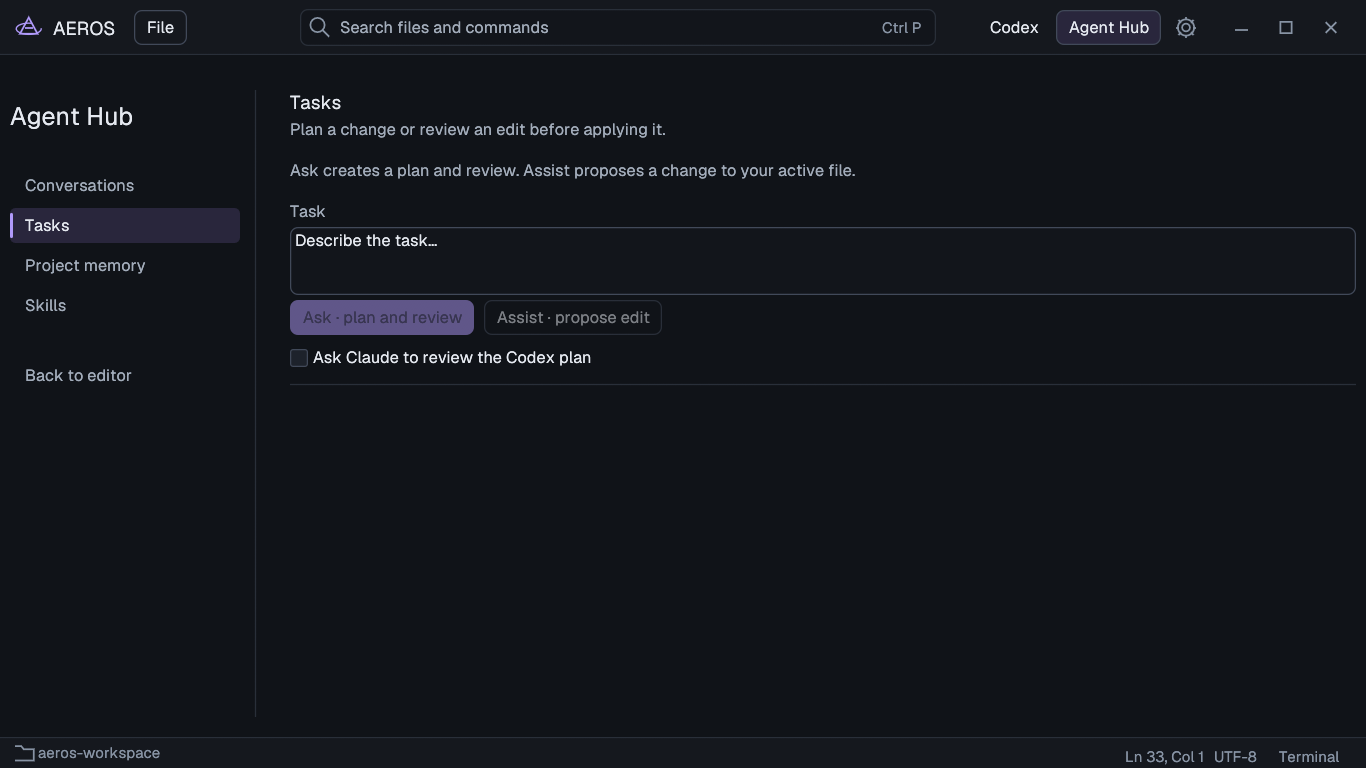 AEROS File Search files and commands Ctrl P Codex Agent Hub
Agent Hub
Conversations
Tasks
Project memory
Skills
Back to editor
Tasks
Plan a change or review an edit before applying it.
Ask creates a plan and review. Assist proposes a change to your active file.
Task
Describe the task…
Ask · plan and review Assist · propose edit
Ask Claude to review the Codex plan
aeros-workspace Ln 33, Col 1 UTF-8 Terminal